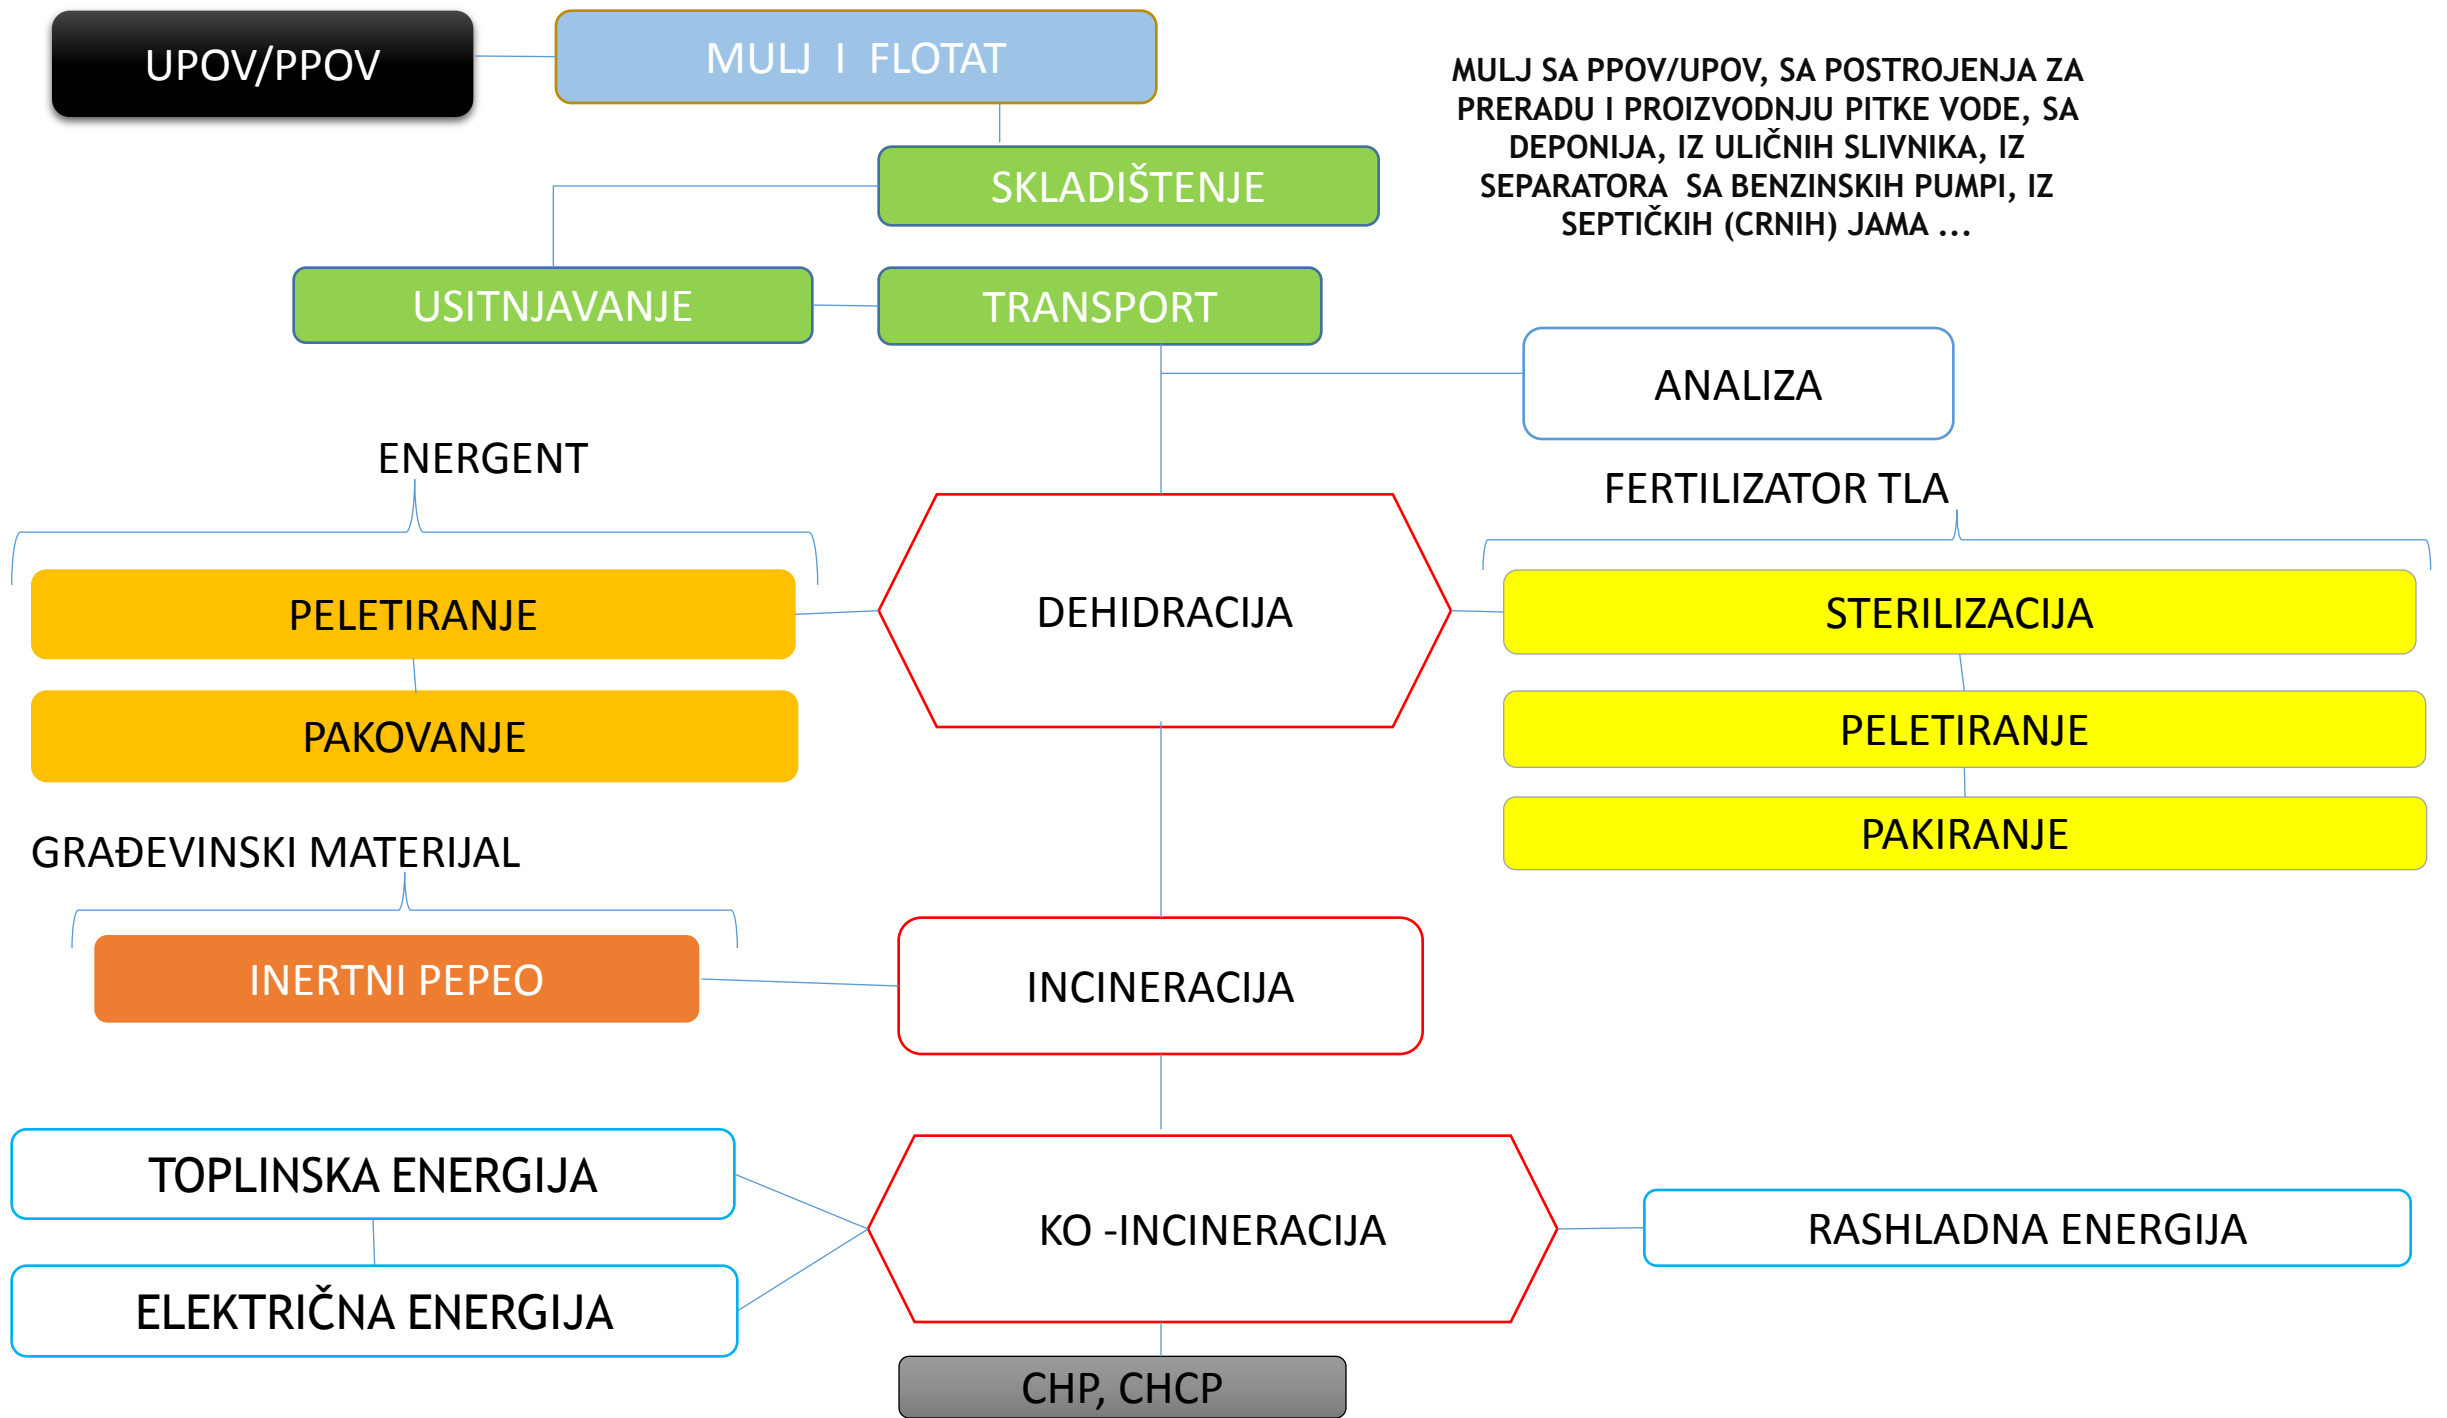 UPOV/PPOV
MULJ I FLOTAT
MULJ SA PPOV/UPOV, SA POSTROJENJA ZA
PRERADU I PROIZVODNJU PITKE VODE, SA
DEPONIJA, IZ ULIČNIH SLIVNIKA, IZ
SEPARATORA SA BENZINSKIH PUMPI, IZ
SEPTIČKIH (CRNIH) JAMA ...
SKLADIŠTENJE
USITNJAVANJE
TRANSPORT
ANALIZA
ENERGENT
FERTILIZATOR TLA
PELETIRANJE
DEHIDRACIJA
STERILIZACIJA
PAKOVANJE
PELETIRANJE
PAKIRANJE
GRAĐEVINSKI MATERIJAL
INERTNI PEPEO
INCINERACIJA
TOPLINSKA ENERGIJA
KO -INCINERACIJA
RASHLADNA ENERGIJA
ELEKTRIČNA ENERGIJA
CHP, CHCP